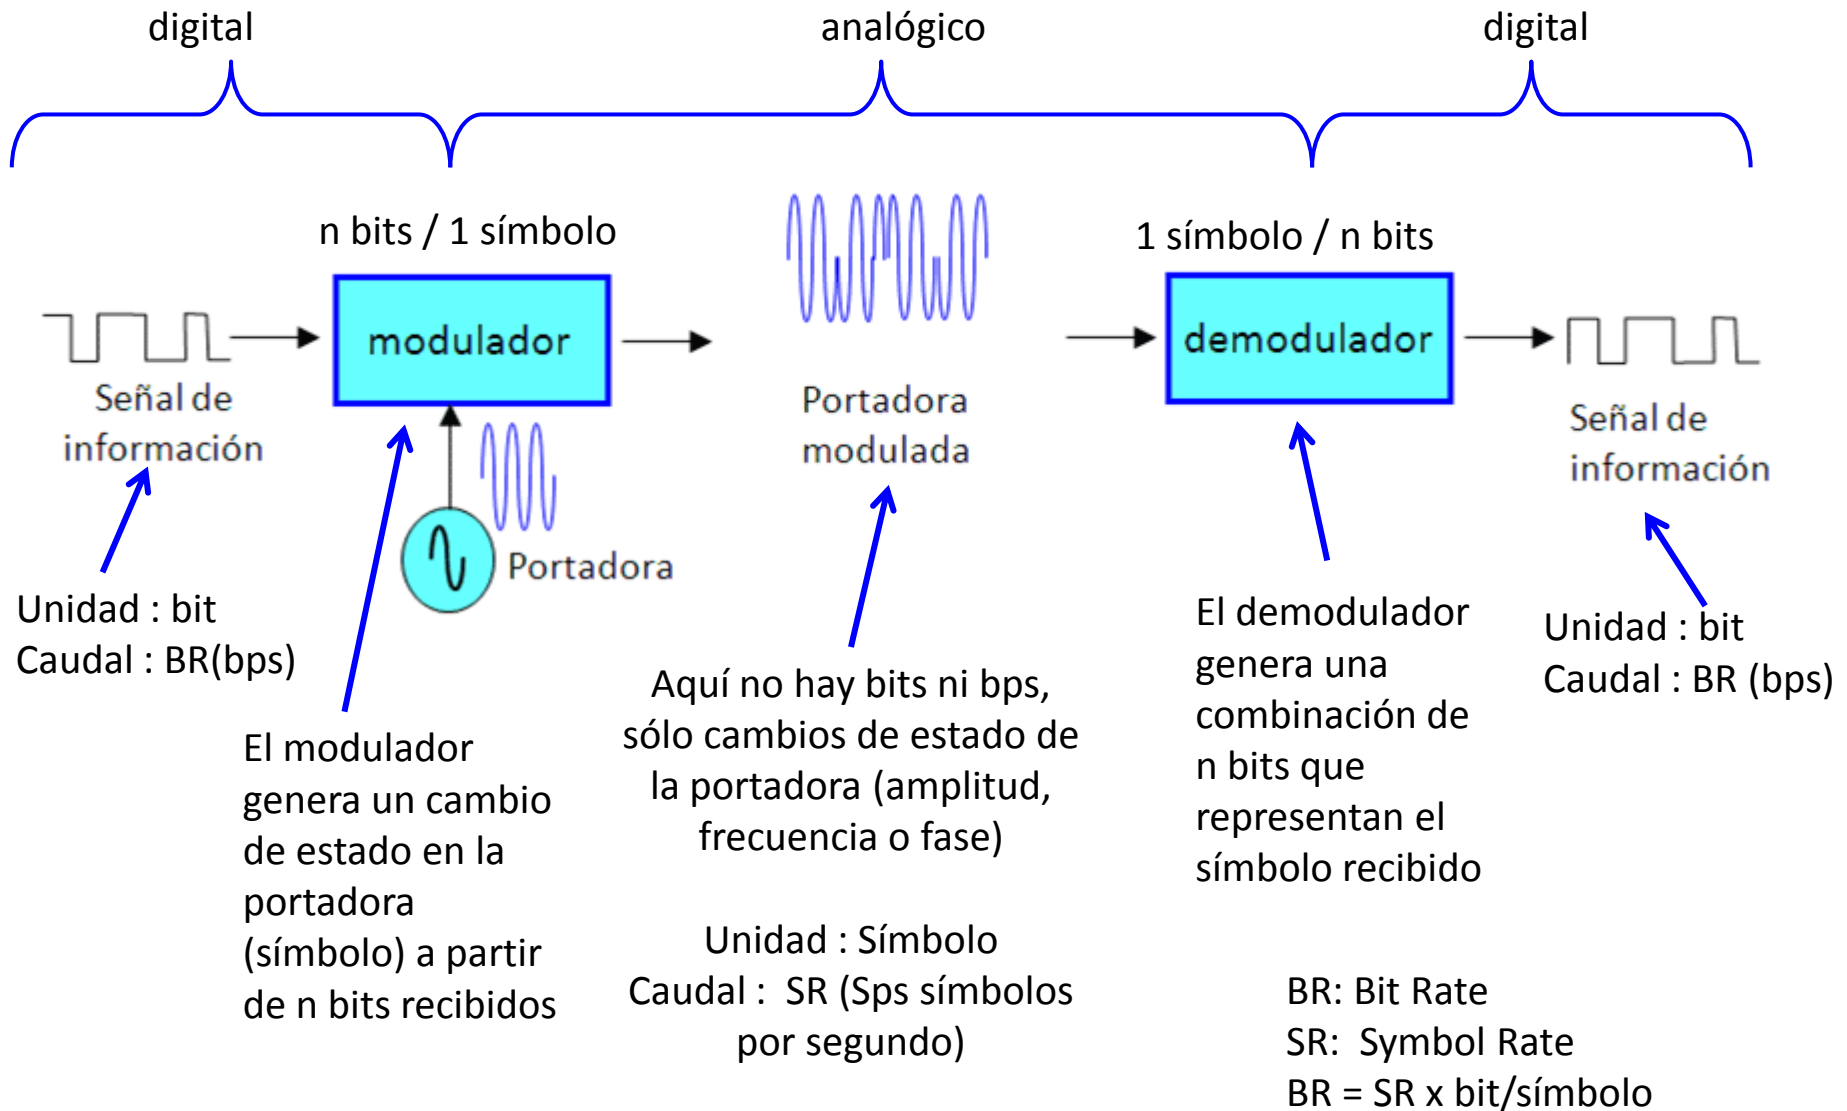 digital
analógico
digital
n bits / 1 símbolo
1 símbolo / n bits
modulador
demodulador
Señal de
información
Portadora
modulada
Señal de
información
Portadora
Unidad : bit
Caudal : BR(bps)
El modulador
genera un cambio
de estado en la
portadora
(símbolo) a partir
de n bits recibidos
Aquí no hay bits ni bps,
sólo cambios de estado de
la portadora (amplitud,
frecuencia o fase)
Unidad : Símbolo
Caudal :  SR (Sps símbolos
por segundo)
El demodulador
genera una
combinación de
n bits que
representan el
símbolo recibido
Unidad : bit
Caudal : BR (bps)
BR: Bit Rate
SR:  Symbol Rate
BR = SR x bit/símbolo